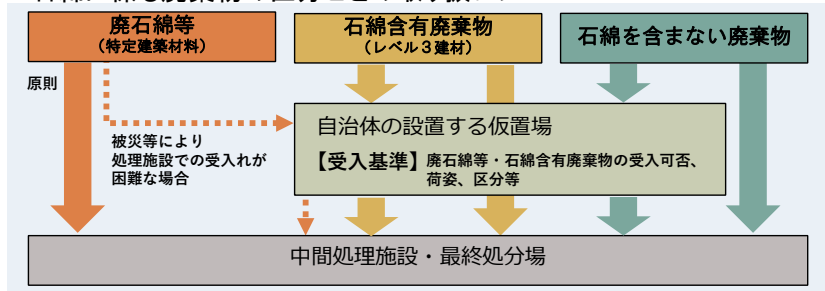 廃石綿等
（特定建築材料）
石綿含有廃棄物
（レベル３建材）
石綿を含まない廃棄物
原則
被災等により
処理施設での受入れが
困難な場合
自治体の設置する仮置場
【受入基準】廃石綿等・石綿含有廃棄物の受入可否、
荷姿、区分等
中間処理施設・最終処分場